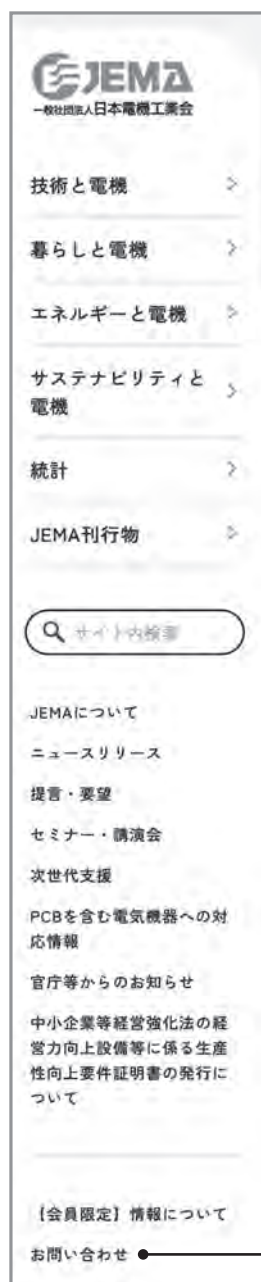 JEMA
一般社団法人日本電機工業会
技術と電機
暮らしと電機
エネルギーと電機
サステナビリティと
電機
統計
JEMA刊行物
サイト内検索
JEMAについて
ニュースリリース
提言・要望
セミナー・講演会
次世代支援
PCBを含む電気機器への対
応情報
官庁等からのお知らせ
中小企業等経営強化法の経
営力向上設備等に係る生産
性向上要件証明書の発行に
ついて
【会員限定】情報について
お問い合わせ